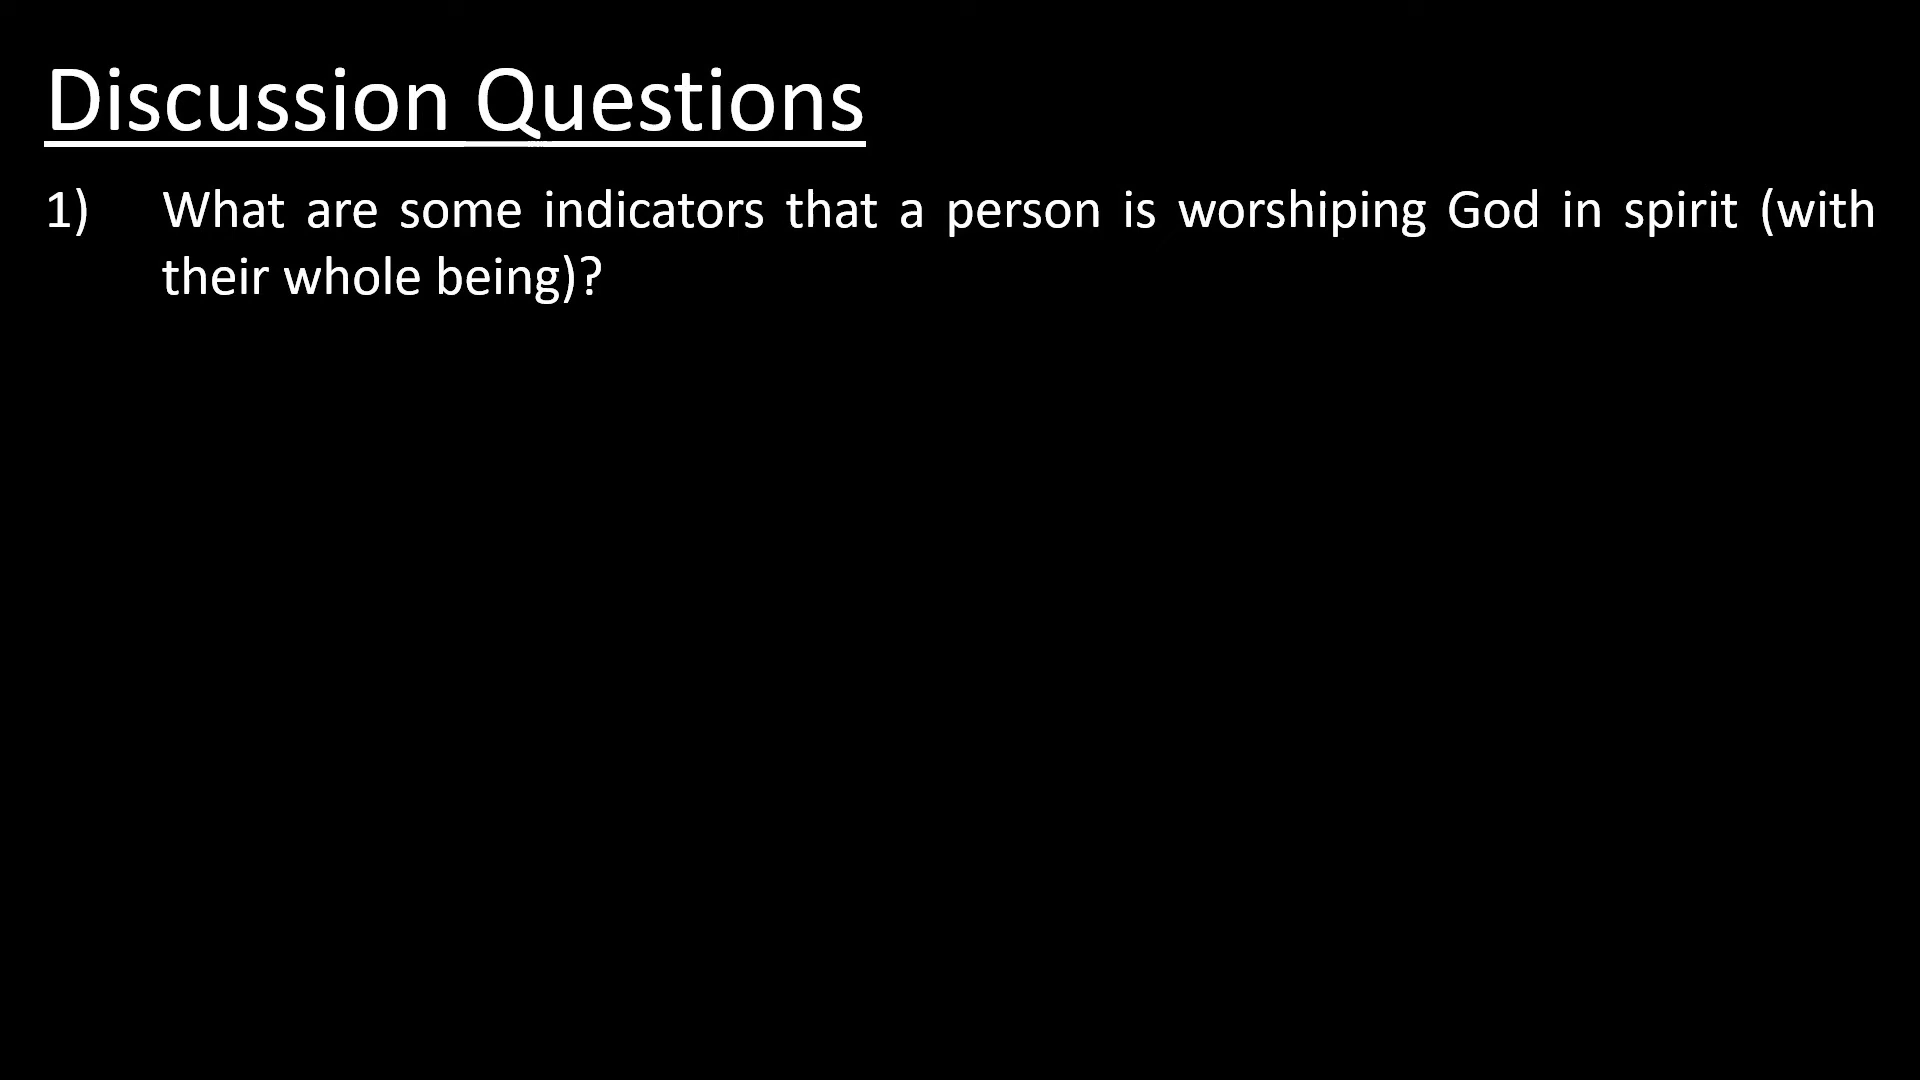 Discussion Questions
1) What are some indicators that a person is worshiping God in spirit (with
their whole being)?